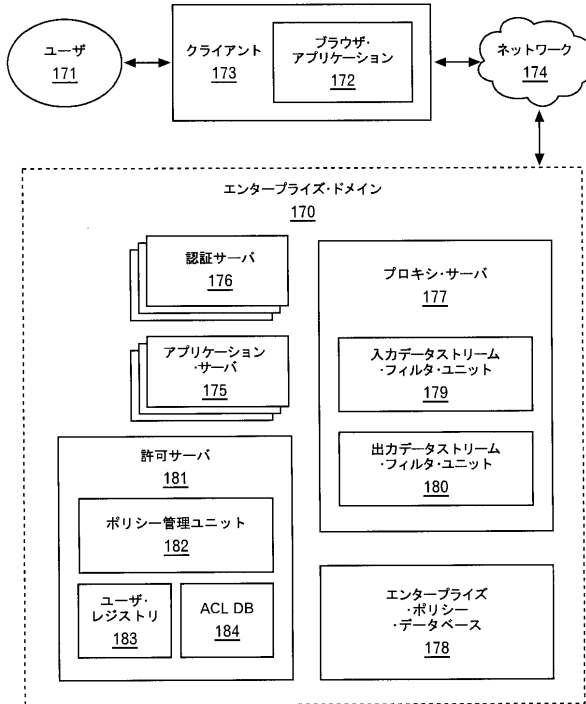 ユーザ
171
クライアント
173
ブラウザ・
アプリケーション
172
ネットワーク
174
エンタープライズ・ドメイン
170
認証サーバ
176
アプリケーション
・サーバ
175
プロキシ・サーバ
177
入力データストリーム
・フィルタ・ユニット
179
出力データストリーム
・フィルタ・ユニット
180
許可サーバ
181
ポリシー管理ユニット
182
ユーザ・
レジストリ
183
ACL DB
184
エンタープライズ
・ポリシー
・データベース
178